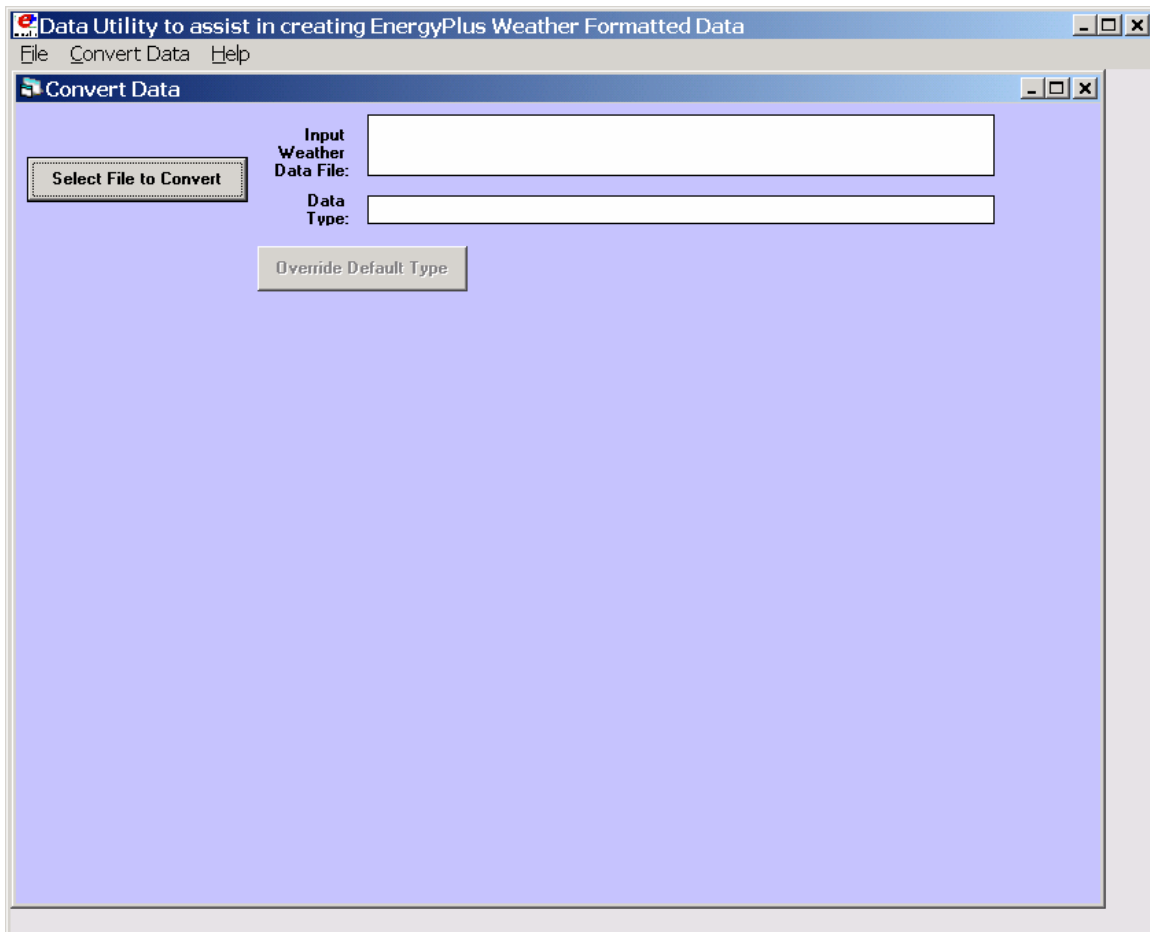 Data Utility to assist in creating EnergyPlus Weather Formatted Data
File Convert Data Help
Convert Data
Select File to Convert
Input
Weather
Data File:
Data
Type:
Override Default Type